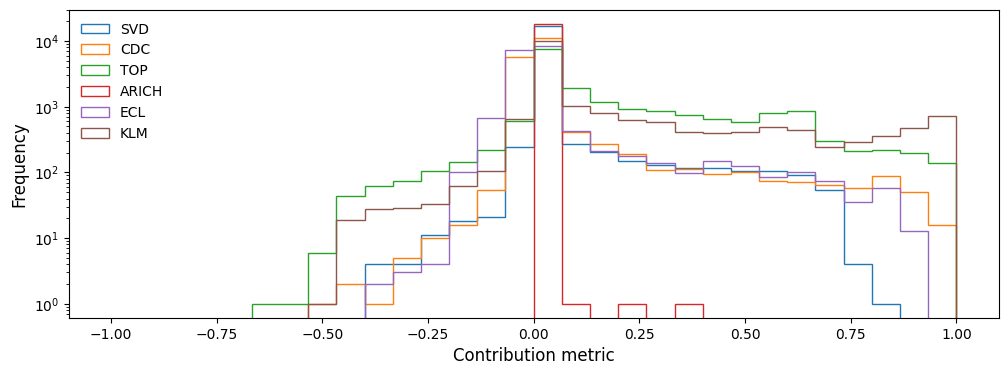 SVD
CDC
TOP
ARICH
ECL
KLM
Frequency
10⁴
10³
10²
10¹
10⁰
−1.00 −0.75 −0.50 −0.25 0.00 0.25 0.50 0.75 1.00
Contribution metric